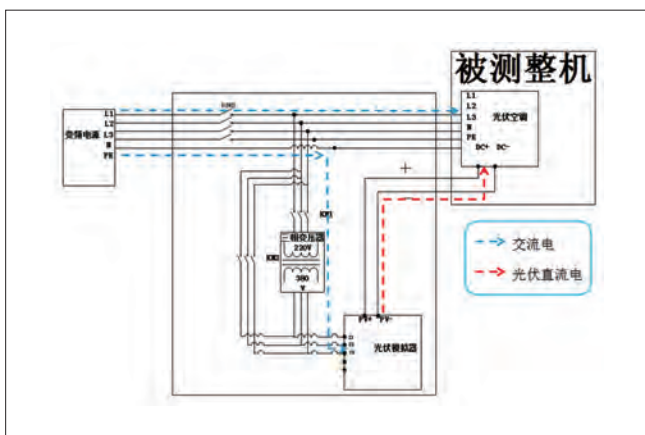 被测整机
变频电源
L1
L2
L3
N
PE
L1
L2
L3
N
PE
光伏空调
DC+ DC-
+
三相变压器
220V
380
V
KM1
PV+ PV-
光伏模拟器
交流电
光伏直流电